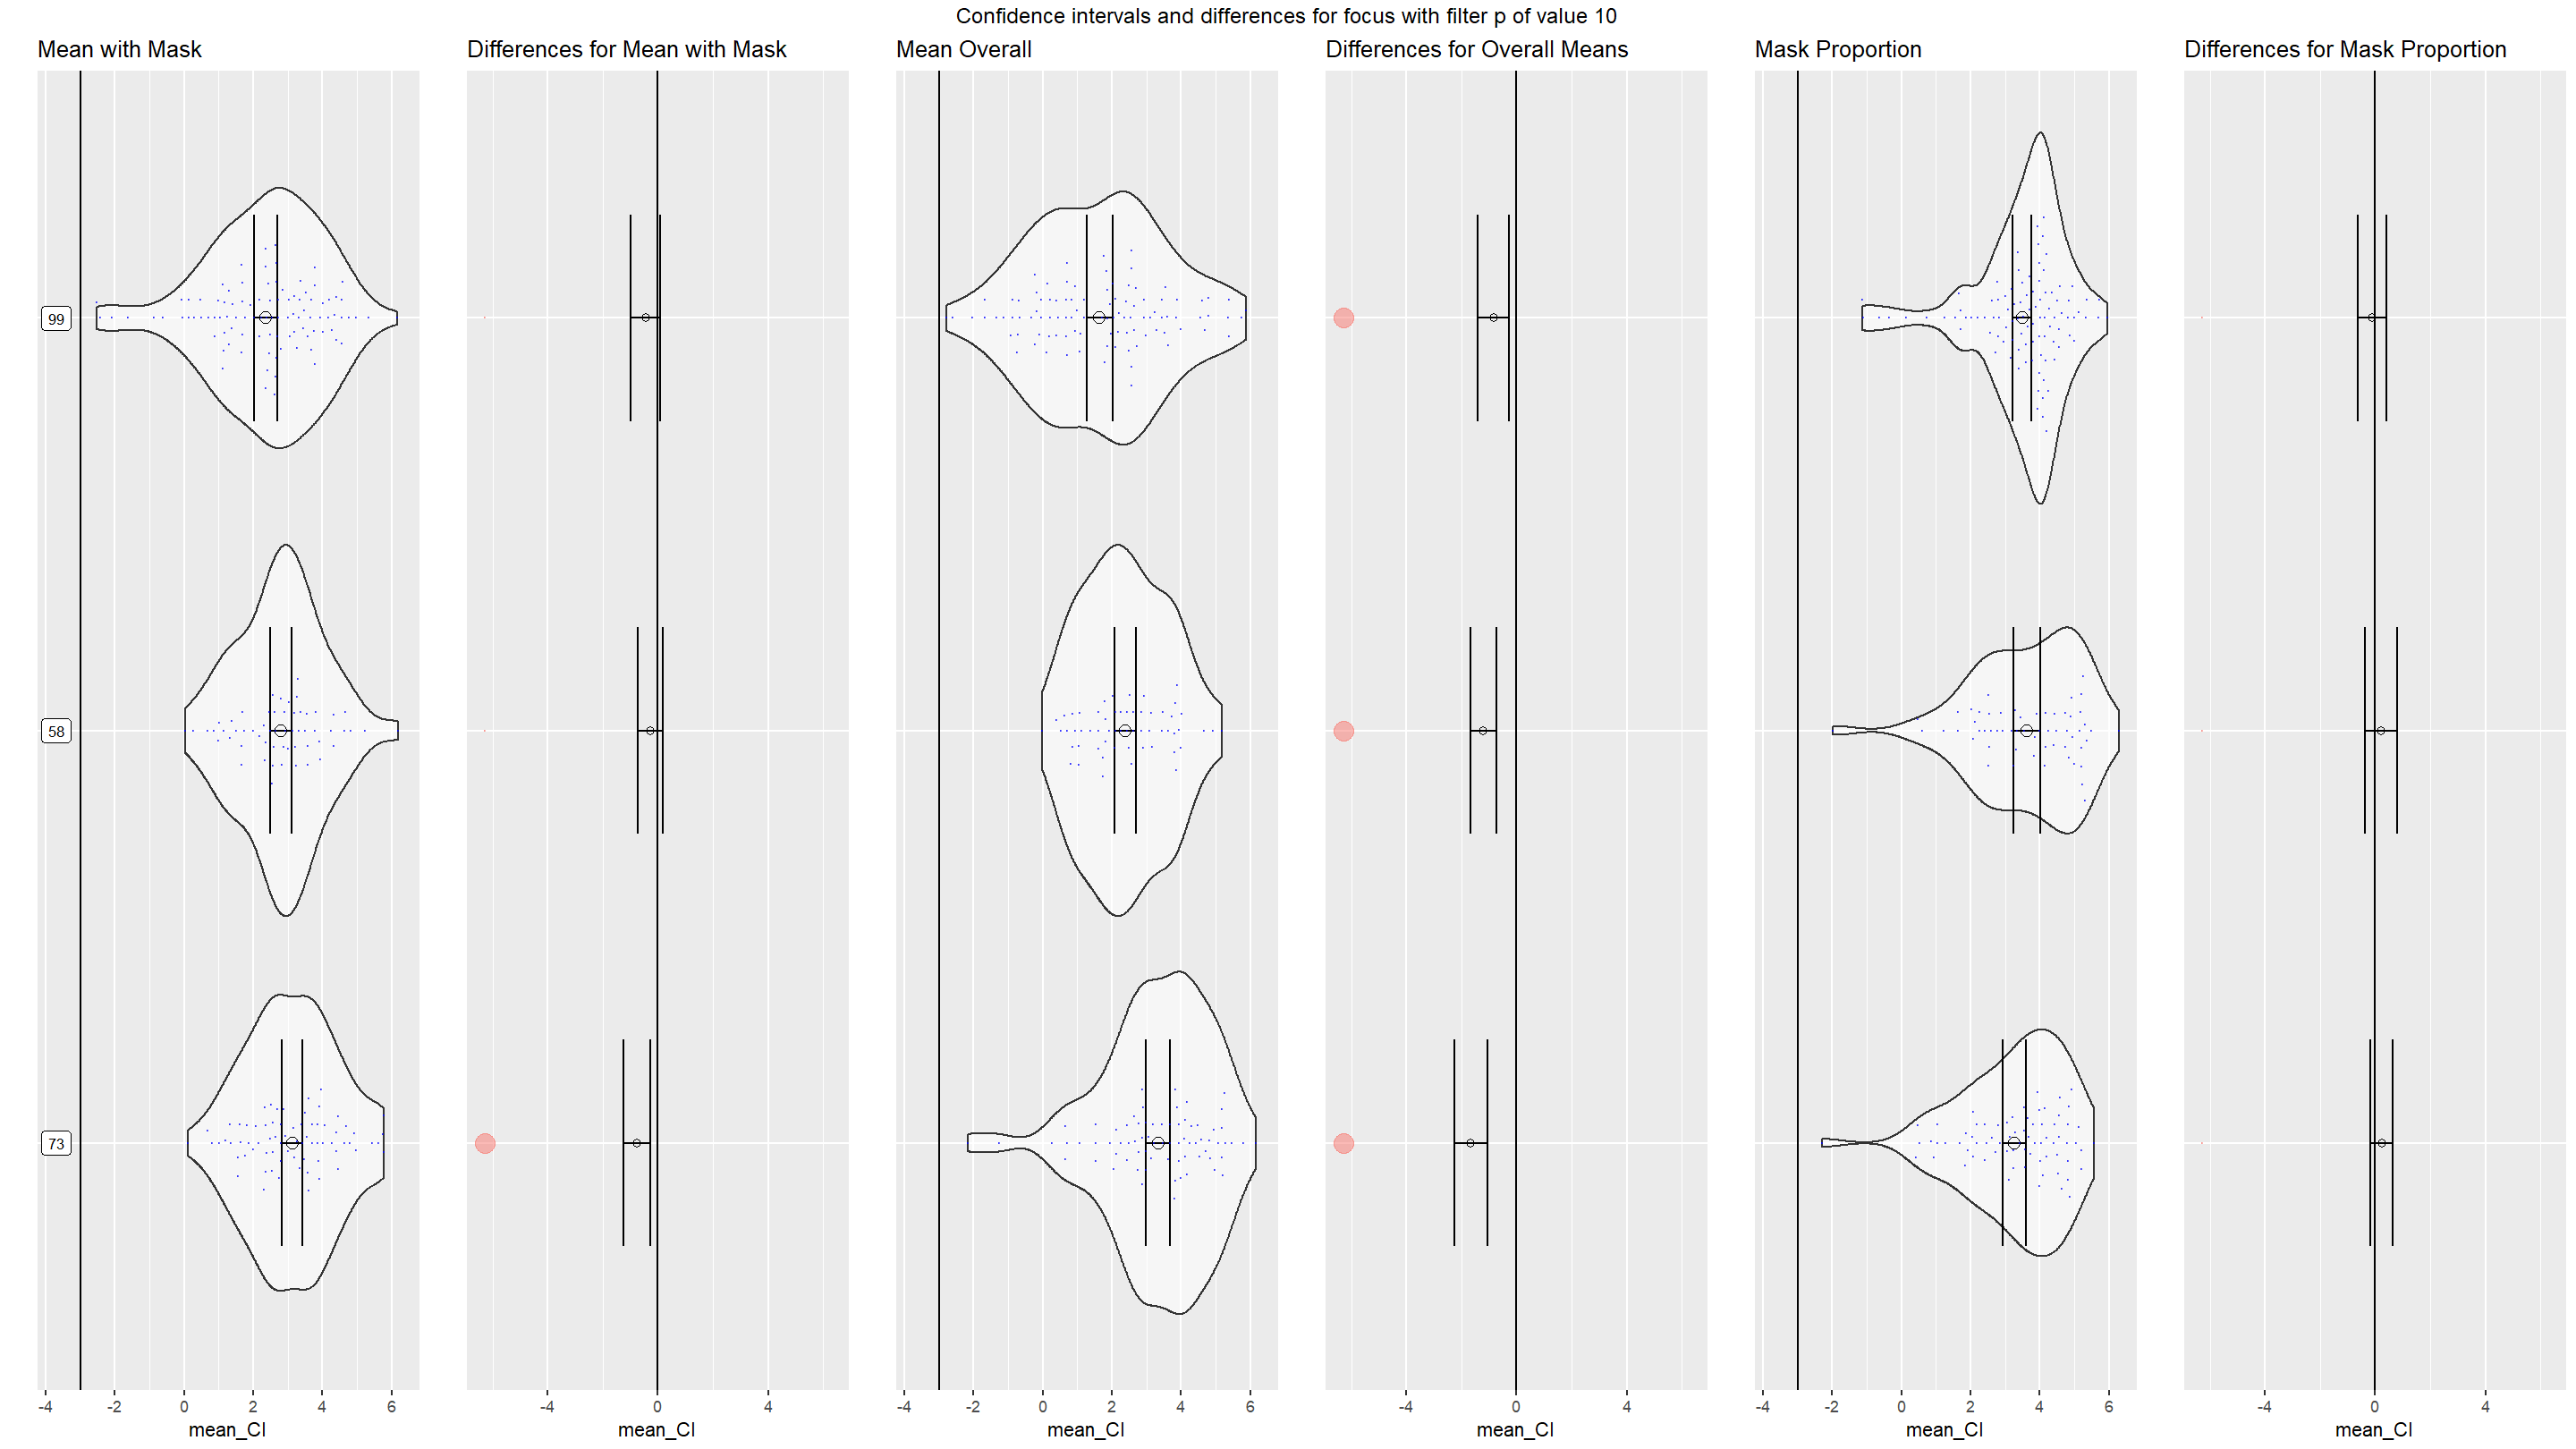 Confidence intervals and differences for focus with filter p of value 10
Mean with Mask
Differences for Mean with Mask
Mean Overall
Differences for Overall Means
Mask Proportion
Differences for Mask Proportion
99
58
73
-4 -2 0 2 4 6
-4 0 4
-4 -2 0 2 4 6
-4 0 4
-4 -2 0 2 4 6
-4 0 4
mean_CI
mean_CI
mean_CI
mean_CI
mean_CI
mean_CI